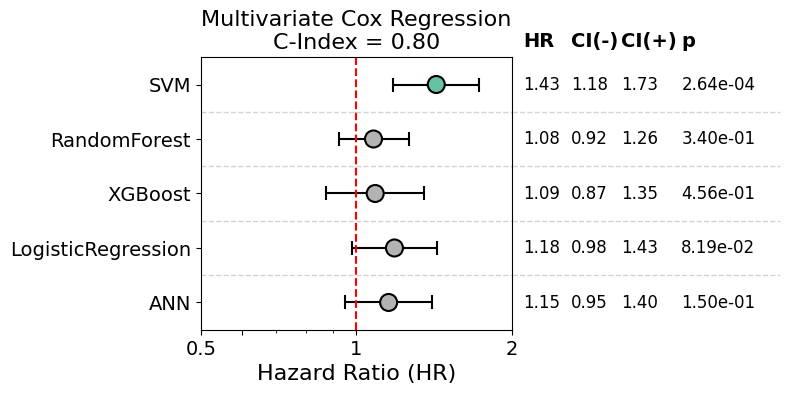 Multivariate Cox Regression
C-Index = 0.80
HR CI(-) CI(+) p
SVM 1.43 1.18 1.73 2.64e-04
RandomForest 1.08 0.92 1.26 3.40e-01
XGBoost 1.09 0.87 1.35 4.56e-01
LogisticRegression 1.18 0.98 1.43 8.19e-02
ANN 1.15 0.95 1.40 1.50e-01
0.5 1 2
Hazard Ratio (HR)